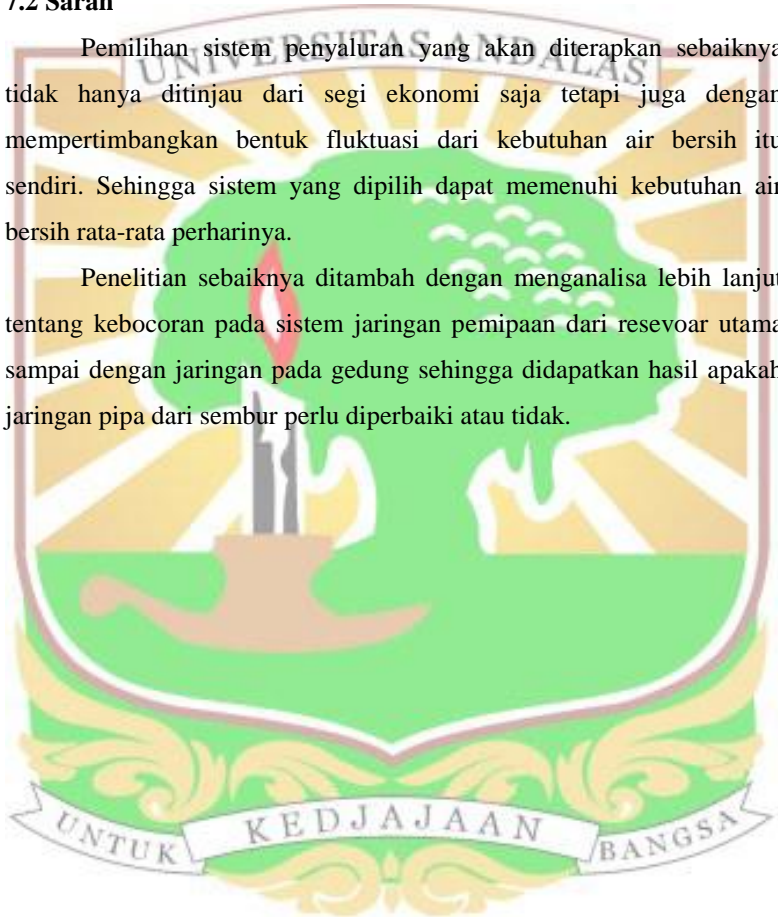 7.2 Saran
Pemilihan sistem penyaluran yang akan diterapkan sebaiknya
UNIVERSITAS ANDALAS
tidak hanya ditinjau dari segi ekonomi saja tetapi juga dengan
mempertimbangkan bentuk fluktuasi dari kebutuhan air bersih itu
sendiri. Sehingga sistem yang dipilih dapat memenuhi kebutuhan air
bersih rata-rata perharinya.
Penelitian sebaiknya ditambah dengan menganalisa lebih lanjut
tentang kebocoran pada sistem jaringan pemipaan dari resevoar utama
sampai dengan jaringan pada gedung sehingga didapatkan hasil apakah
jaringan pipa dari sembur perlu diperbaiki atau tidak.
UNTUK KEDJAJAAN BANGSA